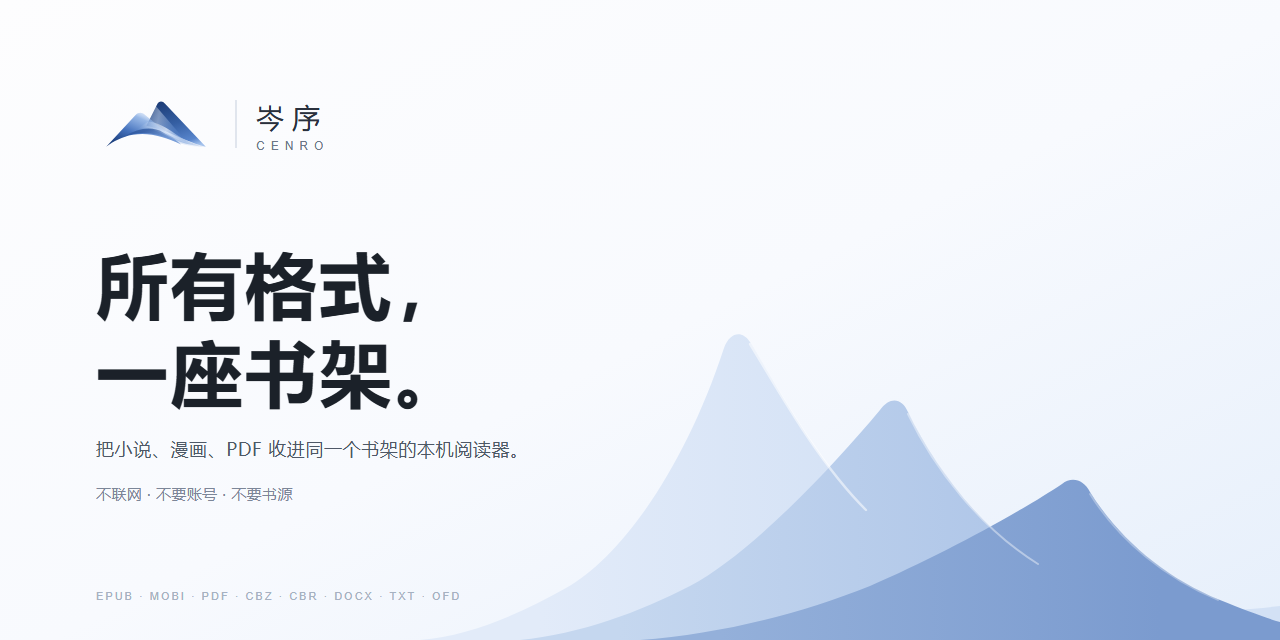 岑序
CENRO
所有格式，
一座书架。
把小说、漫画、PDF 收进同一个书架的本机阅读器。
不联网 · 不要账号 · 不要书源
EPUB · MOBI · PDF · CBZ · CBR · DOCX · TXT · OFD